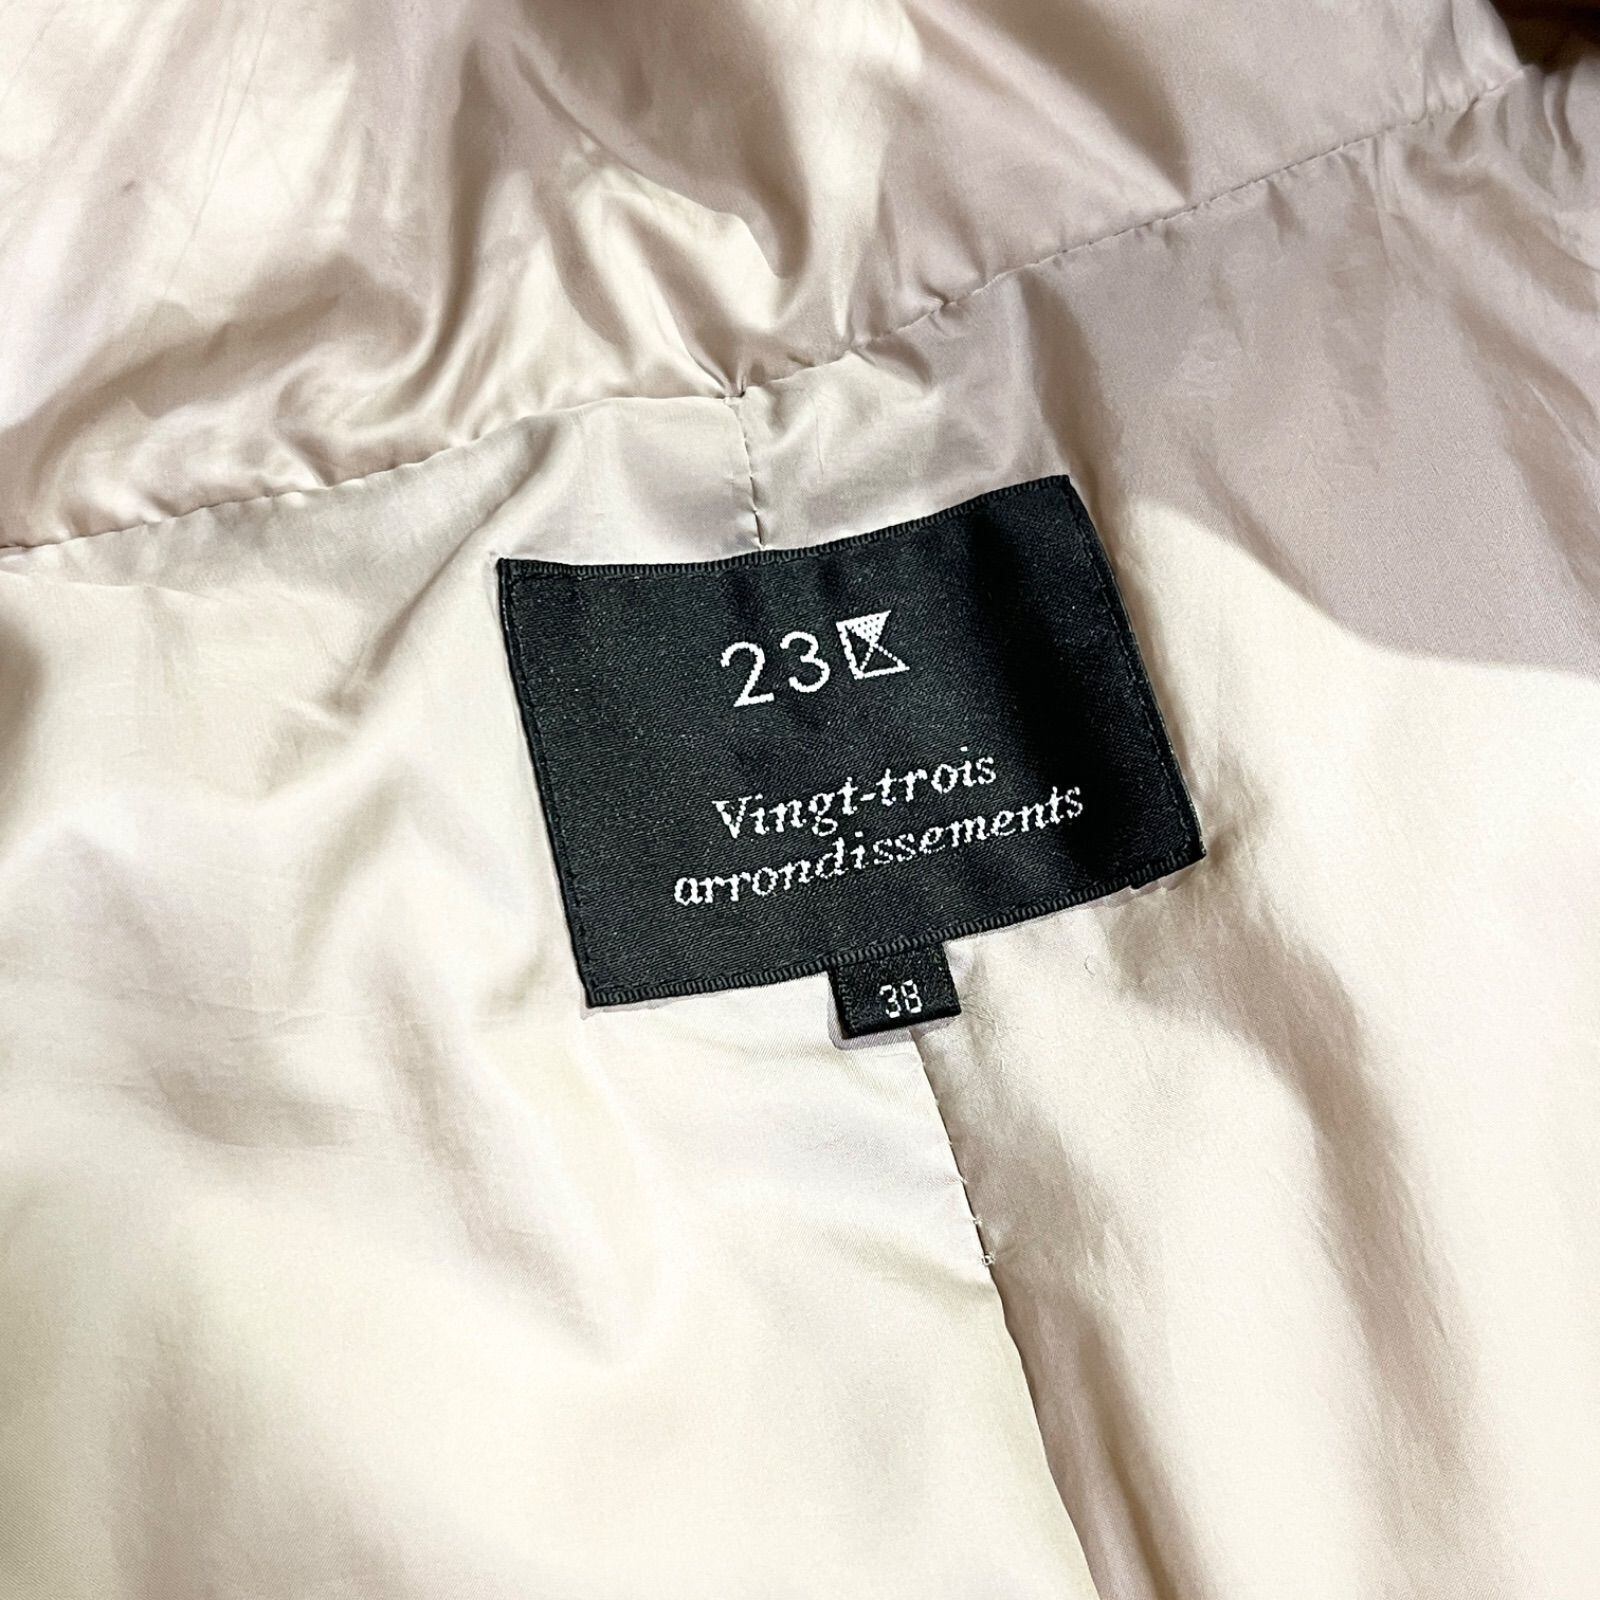 23区
Vingt-trois
arrondissements
38